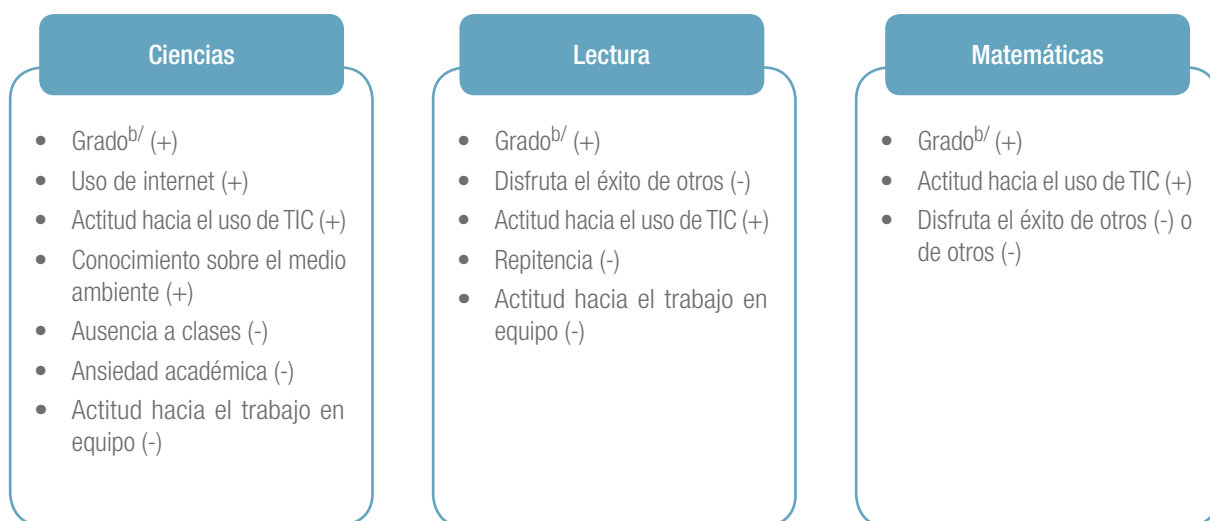 Ciencias
• Grado^b/ (+)
• Uso de internet (+)
• Actitud hacia el uso de TIC (+)
• Conocimiento sobre el medio
ambiente (+)
• Ausencia a clases (-)
• Ansiedad académica (-)
• Actitud hacia el trabajo en
equipo (-)
Lectura
• Grado^b/ (+)
• Disfruta el éxito de otros (-)
• Actitud hacia el uso de TIC (+)
• Repitencia (-)
• Actitud hacia el trabajo en
equipo (-)
Matemáticas
• Grado^b/ (+)
• Actitud hacia el uso de TIC (+)
• Disfruta el éxito de otros (-) o
de otros (-)